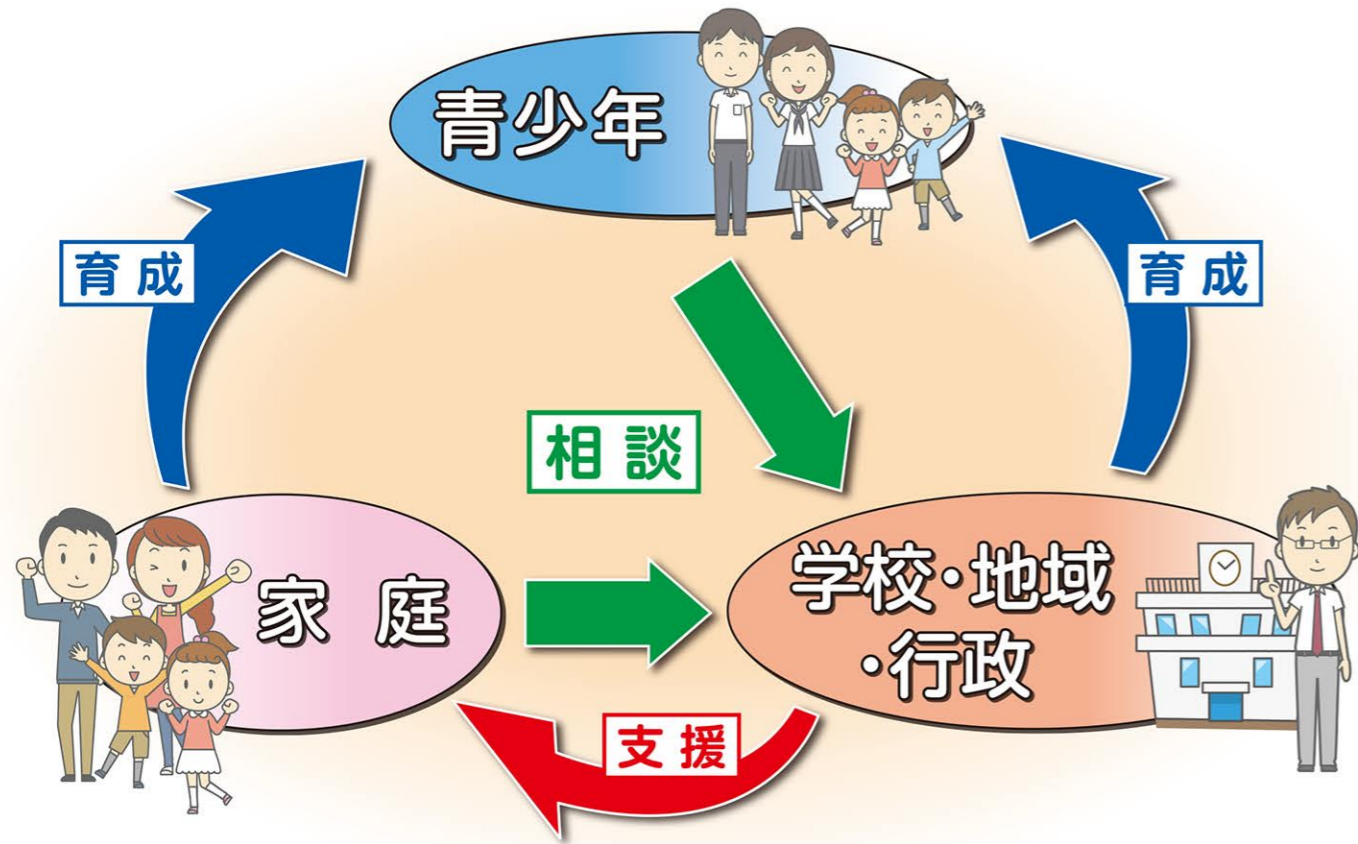 青少年
育成
育成
相談
家庭
学校・地域
・行政
支援